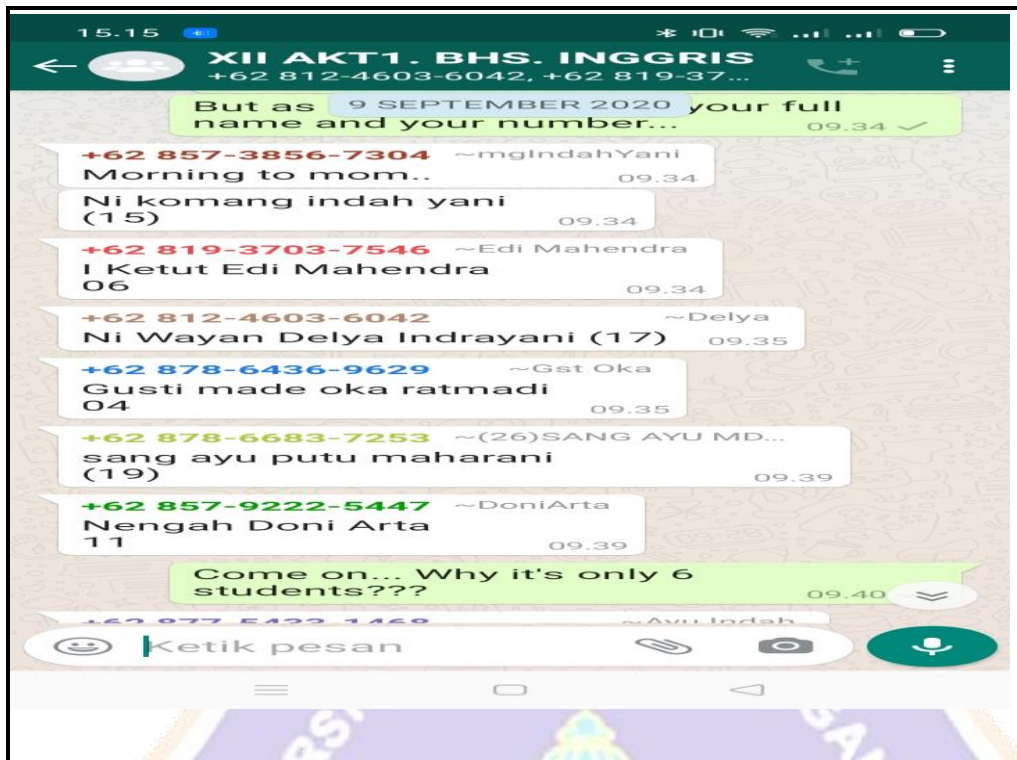 15.15
XII AKT1. BHS. INGGRIS
+62 812-4603-6042, +62 819-37...
9 SEPTEMBER 2020
But as your full
name and your number... 09.34
+62 857-3856-7304 ~mgIndahYani
Morning to mom.. 09.34
Ni komang indah yani
(15) 09.34
+62 819-3703-7546 ~Edi Mahendra
I Ketut Edi Mahendra
06 09.34
+62 812-4603-6042 ~Delya
Ni Wayan Delya Indrayani (17) 09.35
+62 878-6436-9629 ~Gst Oka
Gusti made oka ratmadi
04 09.35
+62 878-6683-7253 ~(26)SANG AYU MD...
sang ayu putu maharani
(19) 09.39
+62 857-9222-5447 ~DoniArta
Nengah Doni Arta
11 09.39
Come on... Why it's only 6
students??? 09.40
+62 877-5422-1468 ~Ayu Indah
Ketik pesan